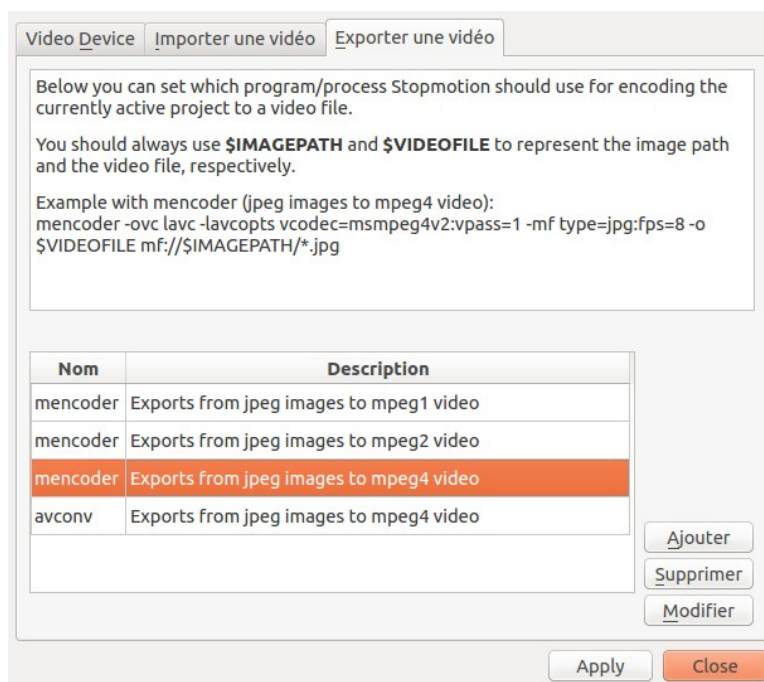 Video Device Importer une vidéo Exporter une vidéo
Below you can set which program/process Stopmotion should use for encoding the
currently active project to a video file.
You should always use $IMAGEPATH and $VIDEOFILE to represent the image path
and the video file, respectively.
Example with mencoder (jpeg images to mpeg4 video):
mencoder -ovc lavc -lavcopts vcodec=msmpeg4v2:vpass=1 -mf type=jpg:fps=8 -o
$VIDEOFILE mf://$IMAGEPATH/*.jpg
Nom Description
mencoder Exports from jpeg images to mpeg1 video
mencoder Exports from jpeg images to mpeg2 video
mencoder Exports from jpeg images to mpeg4 video
avconv Exports from jpeg images to mpeg4 video
Ajouter
Supprimer
Modifier
Apply Close